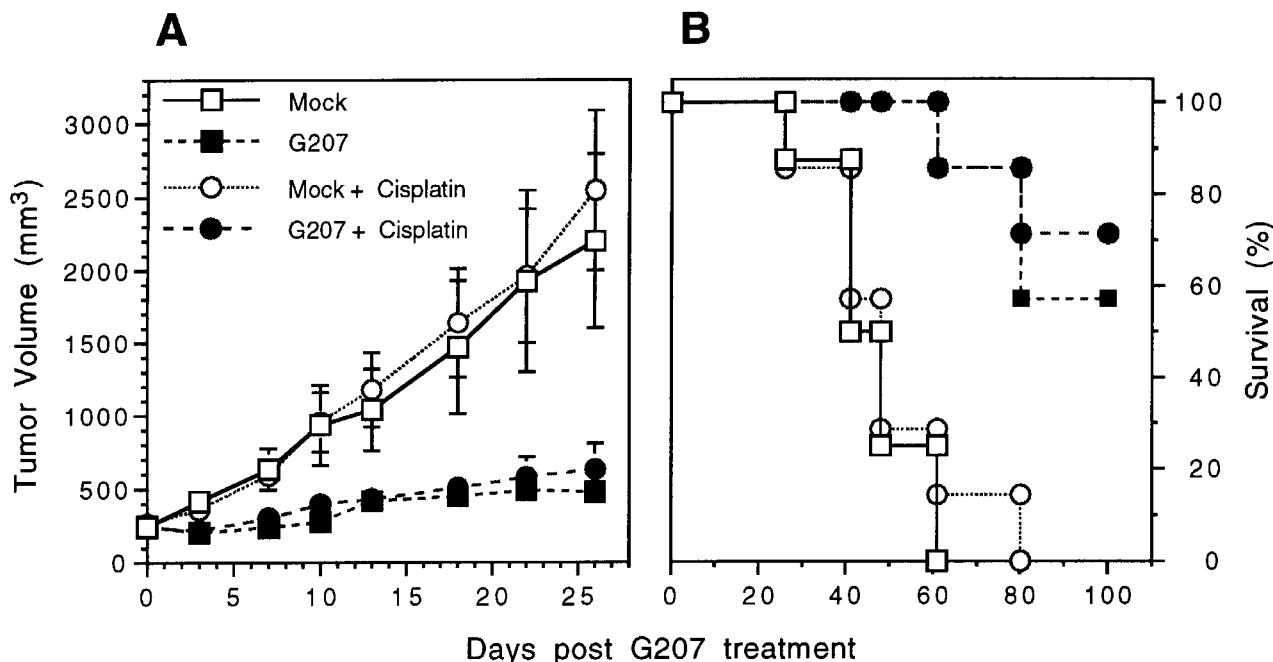 A
B
Mock
G207
Mock + Cisplatin
G207 + Cisplatin
Tumor Volume (mm3)
3000
2500
2000
1500
1000
500
0
0 5 10 15 20 25
Survival (%)
100
80
60
40
20
0
0 20 40 60 80 100
Days post G207 treatment